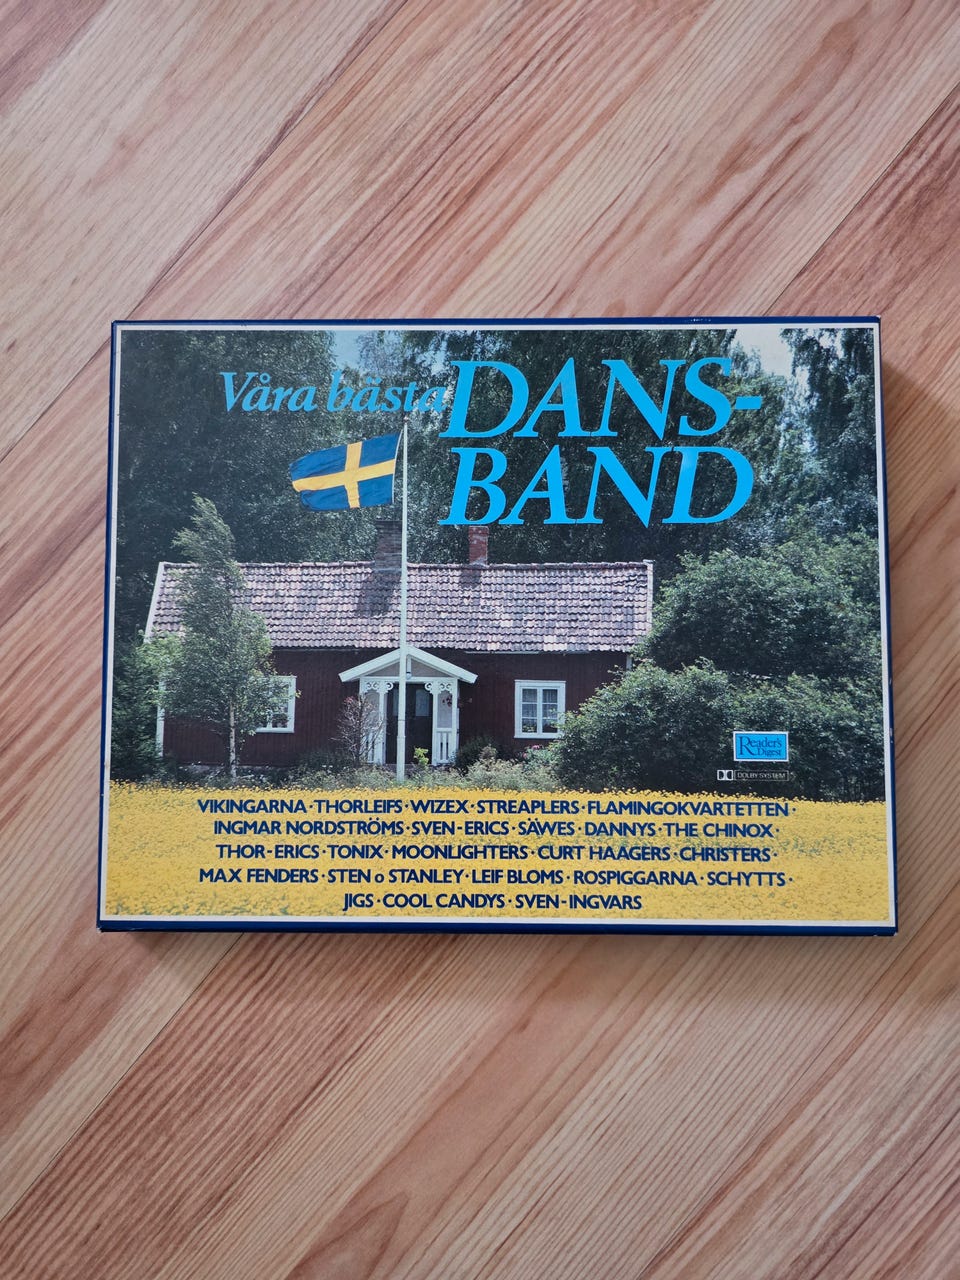 Våra bästa DANS-
BAND
Reader's
Digest
DOLBY SYSTEM
VIKINGARNA · THORLEIFS · WIZEX · STREAPLERS · FLAMINGOKVARTETTEN ·
INGMAR NORDSTRÖMS · SVEN-ERICS · SÄWES · DANNYS · THE CHINOX ·
THOR-ERICS · TONIX · MOONLIGHTERS · CURT HAAGERS · CHRISTERS ·
MAX FENDERS · STEN o STANLEY · LEIF BLOMS · ROSPIGGARNA · SCHYTTS ·
JIGS · COOL CANDYS · SVEN-INGVARS